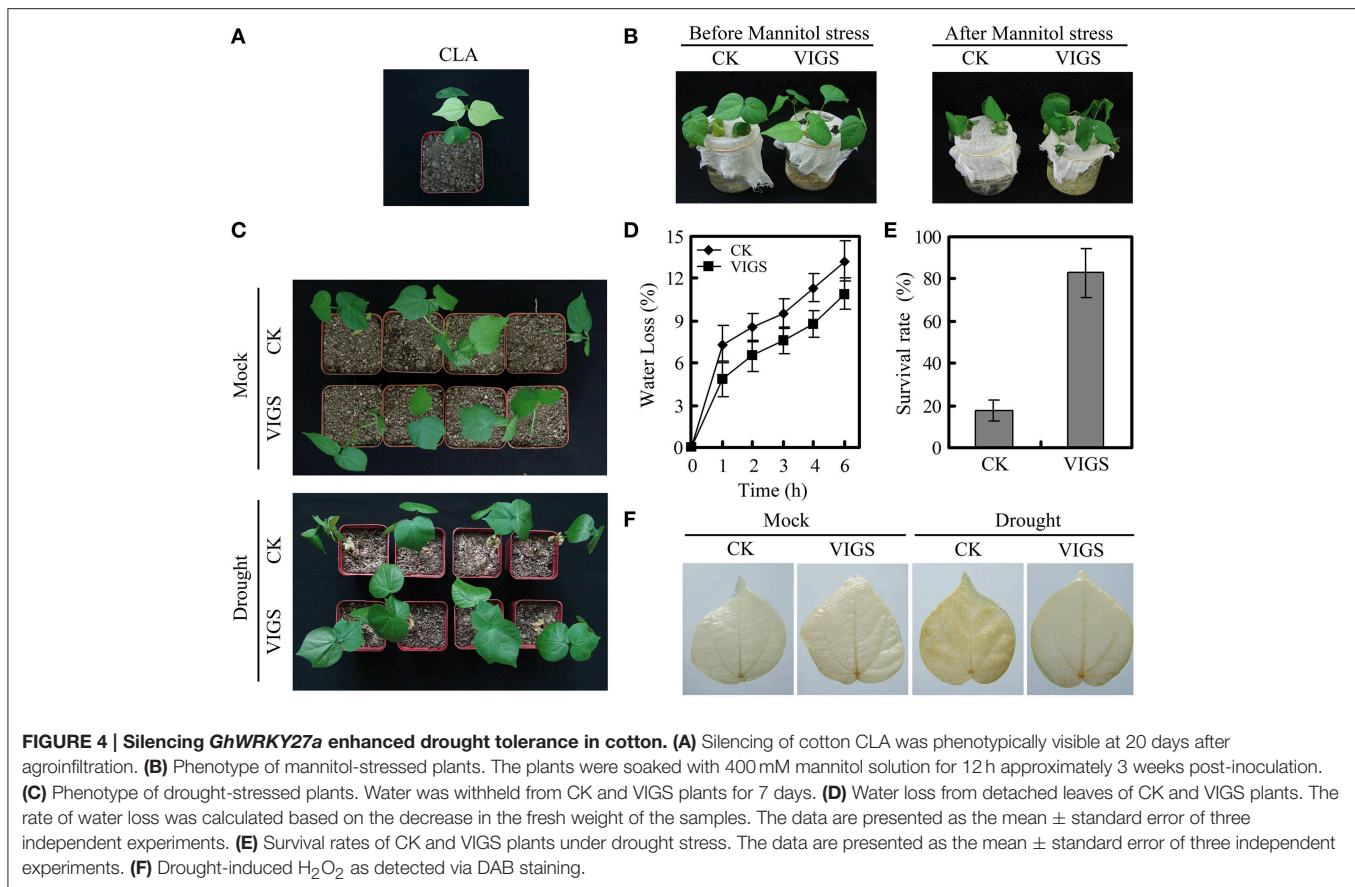 A
CLA
B
Before Mannitol stress
CK VIGS
After Mannitol stress
CK VIGS
C
Mock
CK
VIGS
Drought
CK
VIGS
D
15
12
9
6
3
0
Water Loss (%)
CK
VIGS
0 1 2 3 4 6
Time (h)
E
100
80
60
40
20
0
Survival rate (%)
CK VIGS
F
Mock Drought
CK VIGS CK VIGS
FIGURE 4 | Silencing GhWRKY27a enhanced drought tolerance in cotton. (A) Silencing of cotton CLA was phenotypically visible at 20 days after
agroinfiltration. (B) Phenotype of mannitol-stressed plants. The plants were soaked with 400 mM mannitol solution for 12 h approximately 3 weeks post-inoculation.
(C) Phenotype of drought-stressed plants. Water was withheld from CK and VIGS plants for 7 days. (D) Water loss from detached leaves of CK and VIGS plants. The
rate of water loss was calculated based on the decrease in the fresh weight of the samples. The data are presented as the mean ± standard error of three
independent experiments. (E) Survival rates of CK and VIGS plants under drought stress. The data are presented as the mean ± standard error of three independent
experiments. (F) Drought-induced H₂O₂ as detected via DAB staining.